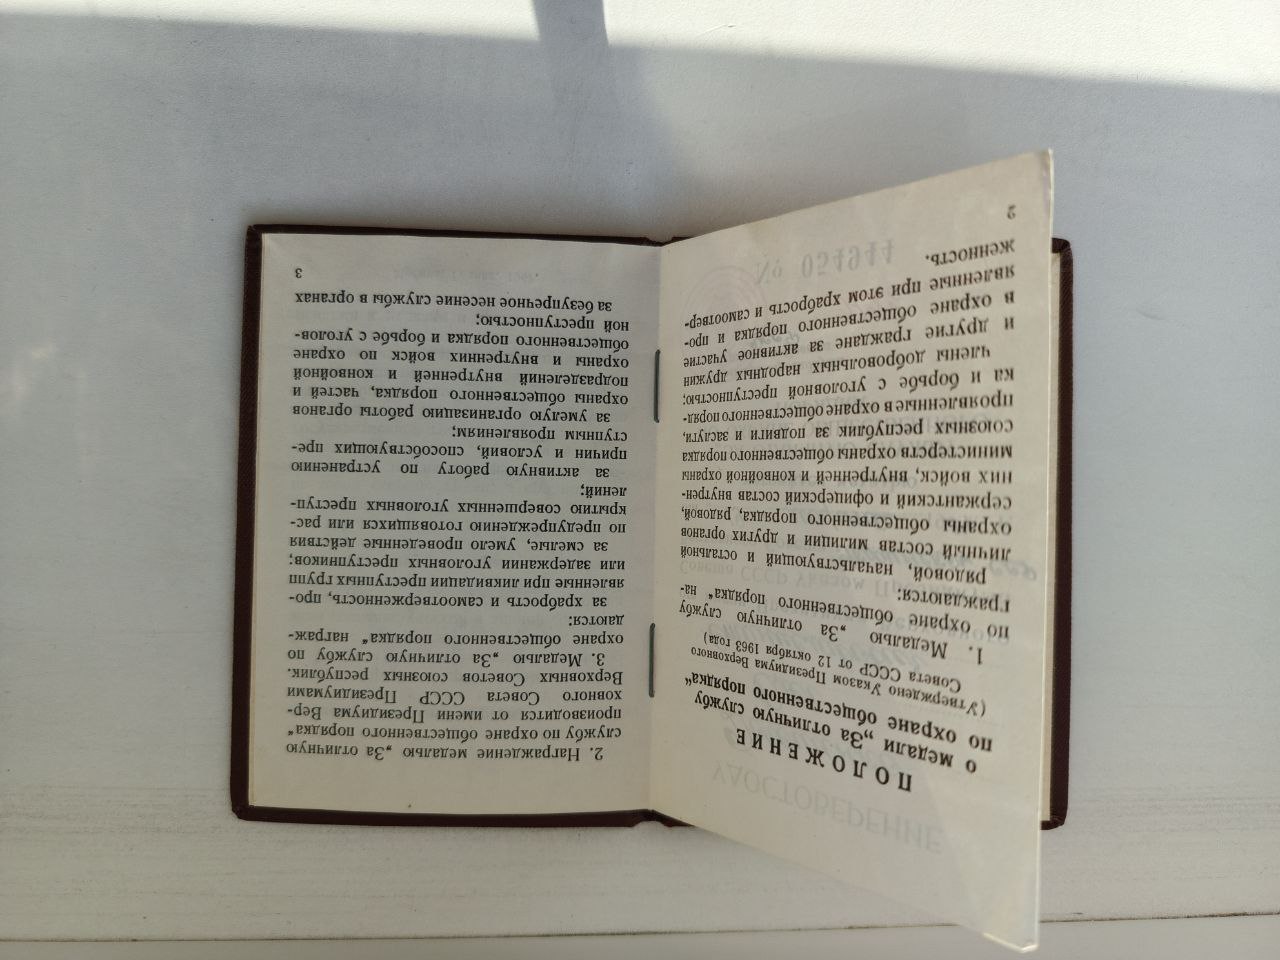 ПОЛОЖЕНИЕ
о медали „За отличную службу
по охране общественного порядка“
(Утверждено Указом Президиума Верховного
Совета СССР от 12 октября 1963 года)
1. Медалью „За отличную службу
по охране общественного порядка“ на-
граждаются:
рядовой, начальствующий и остальной
личный состав милиции и других органов
охраны общественного порядка, рядовой,
сержантский и офицерский состав внутрен-
них войск, внутренней и конвойной охраны
министерств охраны общественного порядка
союзных республик за подвиги и заслуги,
проявленные в охране общественного поряд-
ка и борьбе с уголовной преступностью;
члены добровольных народных дружин
и другие граждане за активное участие
в охране общественного порядка и про-
явленные при этом храбрость и самоотвер-
женность.
2
№ 054944
УДОСТОВЕРЕНИЕ
2. Награждение медалью „За отличную
службу по охране общественного порядка“
производится от имени Президиума Вер-
ховного Совета СССР Президиумами
Верховных Советов союзных республик.
3. Медалью „За отличную службу по
охране общественного порядка“ награж-
даются:
за храбрость и самоотверженность, про-
явленные при ликвидации преступных групп
или задержании уголовных преступников;
за смелые, умело проведенные действия
по предупреждению готовящихся или рас-
крытию совершенных уголовных преступ-
лений;
за активную работу по устранению
причин и условий, способствующих пре-
ступным проявлениям;
за умелую организацию работы органов
охраны общественного порядка, частей и
подразделений внутренней и конвойной
охраны и внутренних войск по охране
общественного порядка и борьбе с уголов-
ной преступностью;
за безупречное несение службы в органах
3